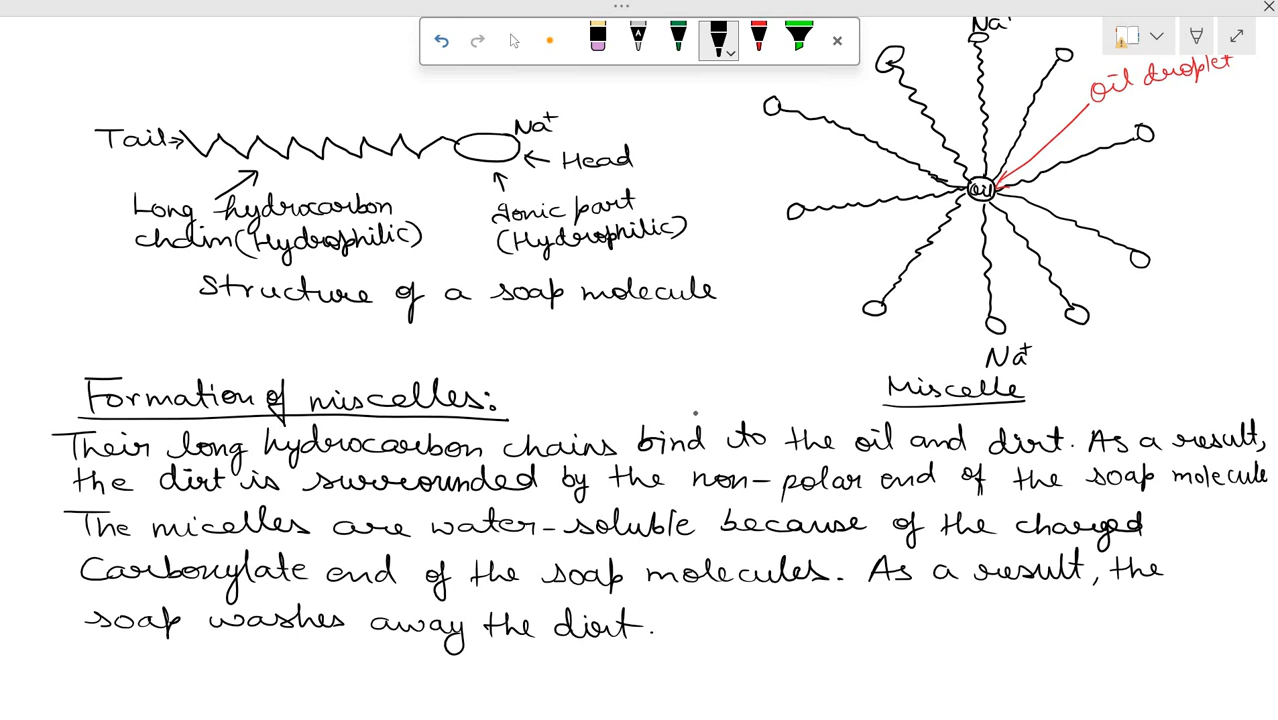 Na⁺
Oil droplet
Na⁺
Tail→
← Head
Long hydrocarbon
chain (Hydrophilic)
Ionic part
(Hydrophilic)
Oil
Structure of a soap molecule
Na⁺
Miscelle
Formation of miscelles:
Their long hydrocarbon chains bind to the oil and dirt. As a result,
the dirt is surrounded by the non-polar end of the soap molecule
The micelles are water-soluble because of the charged
Carboxylate end of the soap molecules. As a result, the
soap washes away the dirt.